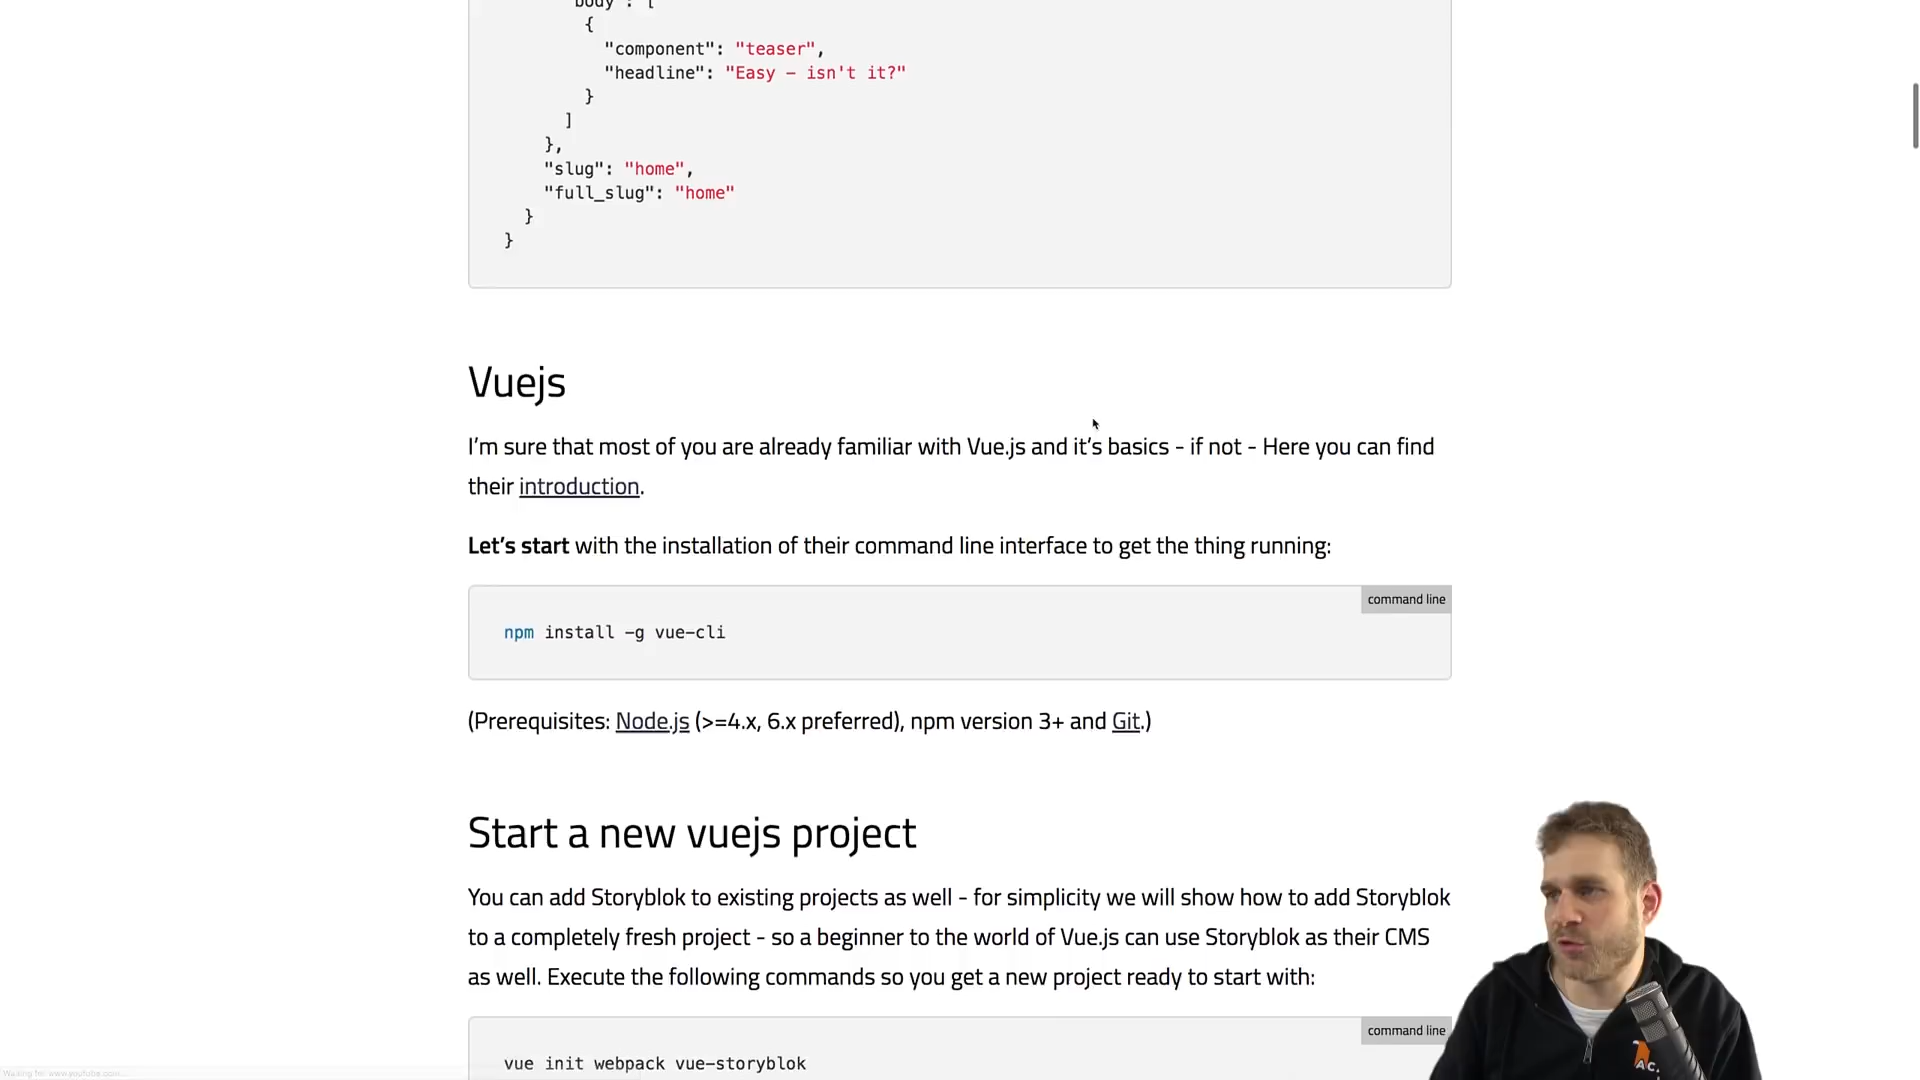 "body": [
{
"component": "teaser",
"headline": "Easy – isn't it?"
}
]
},
"slug": "home",
"full_slug": "home"
}
}
Vuejs
I’m sure that most of you are already familiar with Vue.js and it’s basics - if not - Here you can find
their introduction.
Let’s start with the installation of their command line interface to get the thing running:
command line
npm install -g vue-cli
(Prerequisites: Node.js (>=4.x, 6.x preferred), npm version 3+ and Git.)
Start a new vuejs project
You can add Storyblok to existing projects as well - for simplicity we will show how to add Storyblok
to a completely fresh project - so a beginner to the world of Vue.js can use Storyblok as their CMS
as well. Execute the following commands so you get a new project ready to start with:
command line
vue init webpack vue-storyblok
Waiting for www.youtube.com...
AC